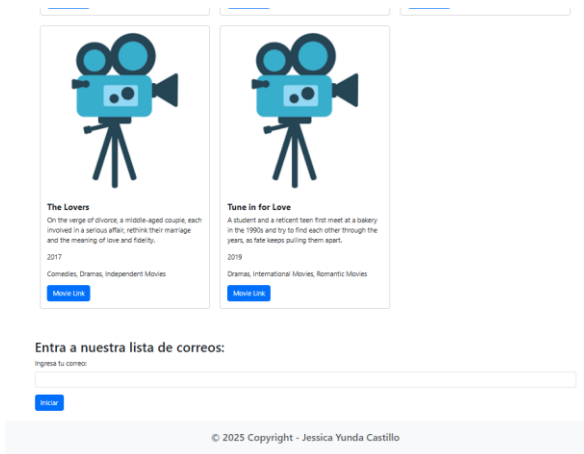 The Lovers
On the verge of divorce, a middle-aged couple, each
involved in a serious affair, rethink their marriage
and the meaning of love and fidelity.
2017
Comedies, Dramas, Independent Movies
Movie Link
Tune in for Love
A student and a reticent teen first meet at a bakery
in the 1990s and try to find each other through the
years, as fate keeps pulling them apart.
2019
Dramas, International Movies, Romantic Movies
Movie Link
Entra a nuestra lista de correos:
Ingresa tu correo:
Iniciar
© 2025 Copyright - Jessica Yunda Castillo